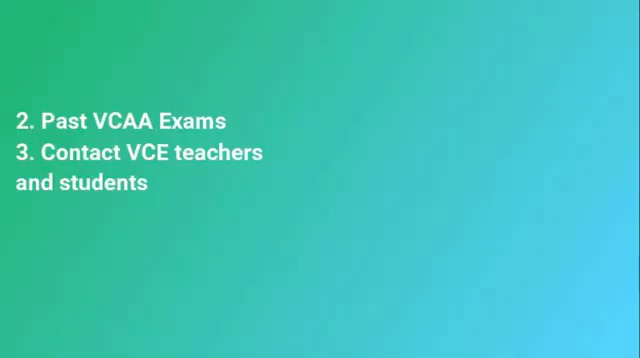 2. Past VCAA Exams
3. Contact VCE teachers
and students